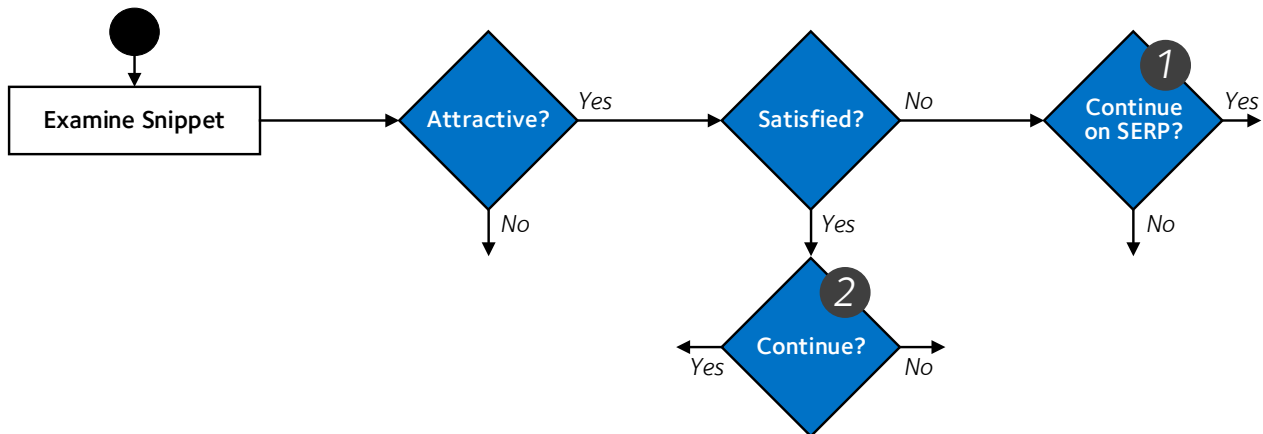 1
Examine Snippet
Attractive?
Yes
Satisfied?
No
Continue
on SERP?
Yes
No
Yes
No
2
Continue?
Yes
No